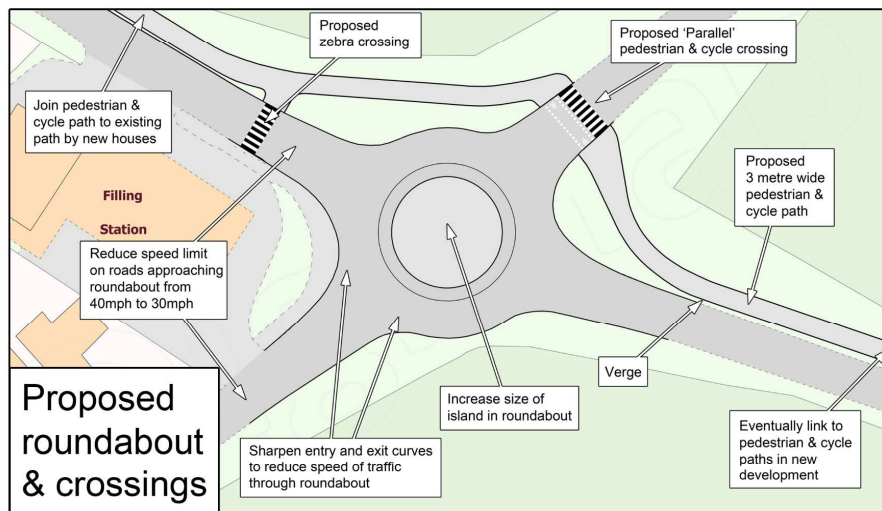 Proposed
zebra crossing
Proposed ‘Parallel’
pedestrian & cycle crossing
Join pedestrian &
cycle path to existing
path by new houses
Proposed
3 metre wide
pedestrian &
cycle path
Filling
Station
Reduce speed limit
on roads approaching
roundabout from
40mph to 30mph
Verge
Increase size of
island in roundabout
Proposed
roundabout
& crossings
Sharpen entry and exit curves
to reduce speed of traffic
through roundabout
Eventually link to
pedestrian & cycle
paths in new
development